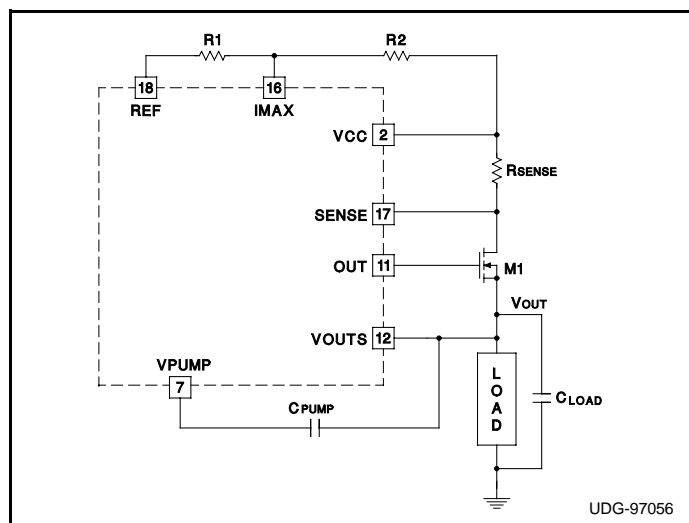 R1
R2
18
16
REF
IMAX
VCC
2
RSENSE
SENSE
17
OUT
11
M1
VOUT
VOUTS
12
VPUMP
7
LOAD
CLOAD
CPUMP
UDG-97056